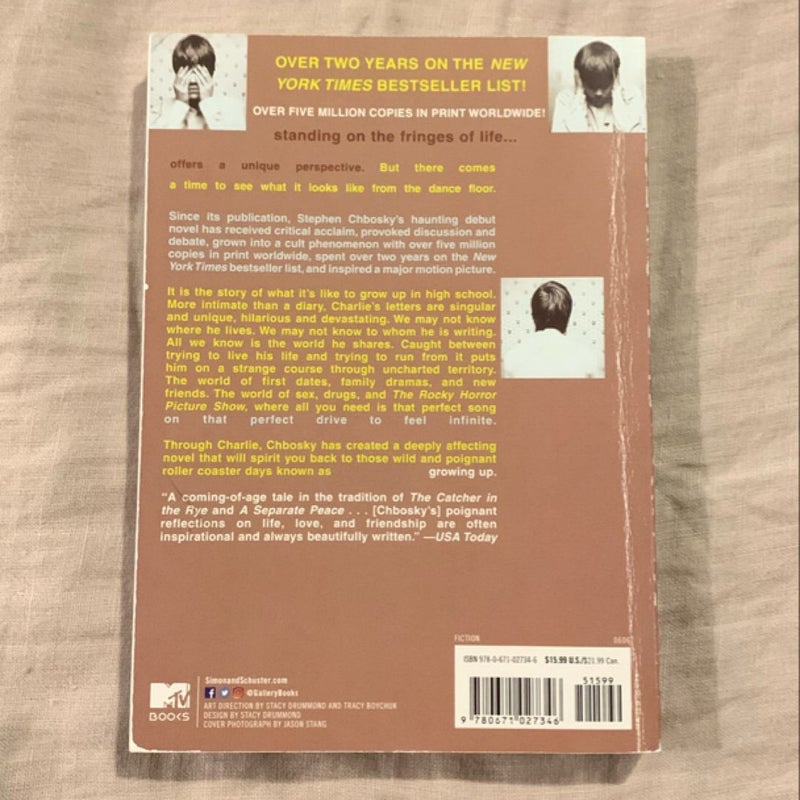 OVER TWO YEARS ON THE NEW
YORK TIMES BESTSELLER LIST!
OVER FIVE MILLION COPIES IN PRINT WORLDWIDE!
standing on the fringes of life...
offers a unique perspective. But there comes
a time to see what it looks like from the dance floor.
Since its publication, Stephen Chbosky's haunting debut
novel has received critical acclaim, provoked discussion and
debate, grown into a cult phenomenon with over five million
copies in print worldwide, spent over two years on the New
York Times bestseller list, and inspired a major motion picture.
It is the story of what it's like to grow up in high school.
More intimate than a diary, Charlie's letters are singular
and unique, hilarious and devastating. We may not know
where he lives. We may not know to whom he is writing.
All we know is the world he shares. Caught between
trying to live his life and trying to run from it puts
him on a strange course through uncharted territory.
The world of first dates, family dramas, and new
friends. The world of sex, drugs, and The Rocky Horror
Picture Show, where all you need is that perfect song
on that perfect drive to feel infinite.
Through Charlie, Chbosky has created a deeply affecting
novel that will spirit you back to those wild and poignant
roller coaster days known as growing up.
"A coming-of-age tale in the tradition of The Catcher in
the Rye and A Separate Peace . . . [Chbosky's] poignant
reflections on life, love, and friendship are often
inspirational and always beautifully written." —USA Today
FICTION 0606
ISBN 978-0-671-02734-6 $15.99 U.S./$21.99 Can.
51599
9 780671 027346
MTV
BOOKS
SimonandSchuster.com
@GalleryBooks
ART DIRECTION BY STACY DRUMMOND AND TRACY BOYCHUK
DESIGN BY STACY DRUMMOND
COVER PHOTOGRAPH BY JASON STANG